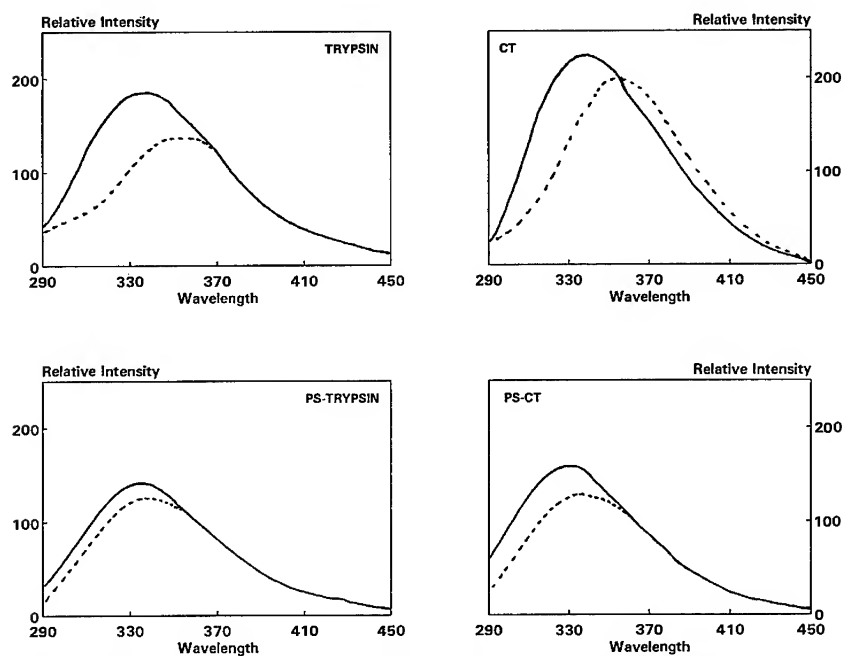 Relative Intensity
TRYPSIN
200
100
0
290 330 370 410 450
Wavelength
Relative Intensity
CT
200
100
0
290 330 370 410 450
Wavelength
Relative Intensity
PS-TRYPSIN
200
100
0
290 330 370 410 450
Wavelength
Relative Intensity
PS-CT
200
100
0
290 330 370 410 450
Wavelength